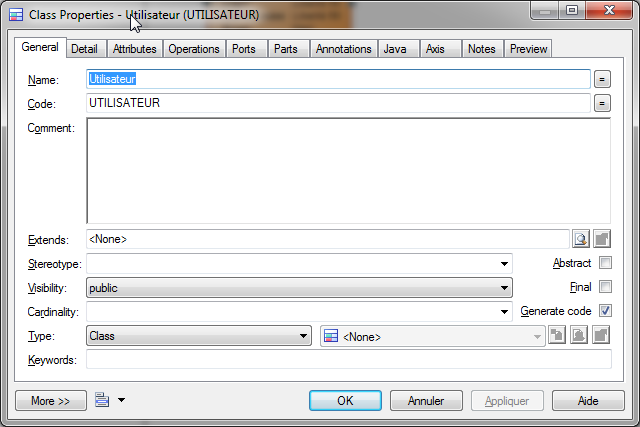 Class Properties - Utilisateur (UTILISATEUR)
General Detail Attributes Operations Ports Parts Annotations Java Axis Notes Preview
Name: Utilisateur =
Code: UTILISATEUR =
Comment:
Extends: <None>
Stereotype: Abstract
Visibility: public Final
Cardinality: Generate code
Type: Class <None>
Keywords:
More >> OK Annuler Appliquer Aide